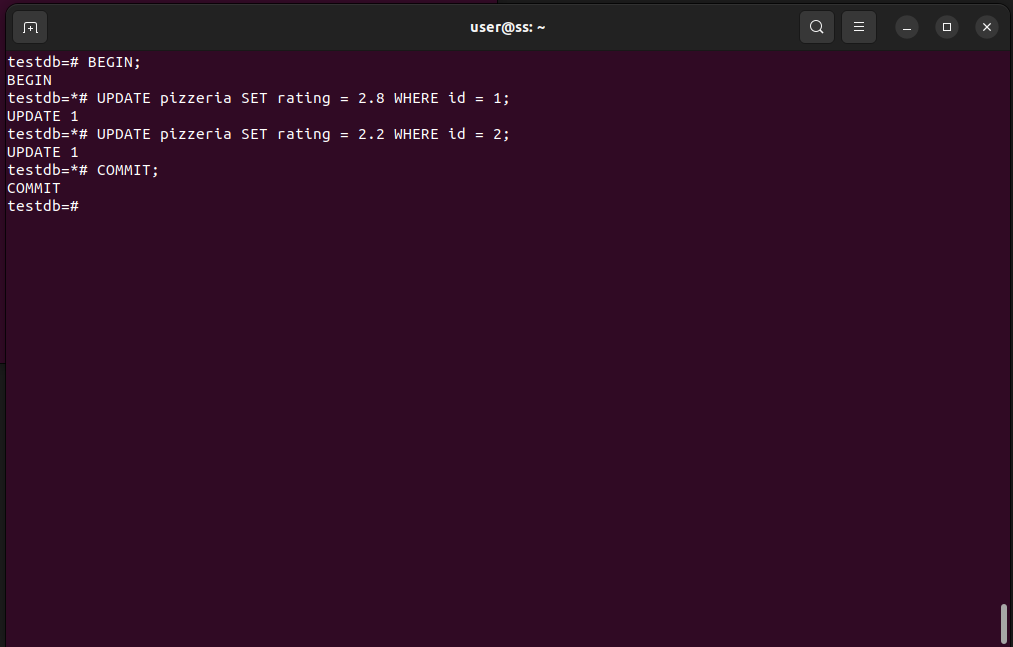 user@ss: ~
testdb=# BEGIN;
BEGIN
testdb=*# UPDATE pizzeria SET rating = 2.8 WHERE id = 1;
UPDATE 1
testdb=*# UPDATE pizzeria SET rating = 2.2 WHERE id = 2;
UPDATE 1
testdb=*# COMMIT;
COMMIT
testdb=#